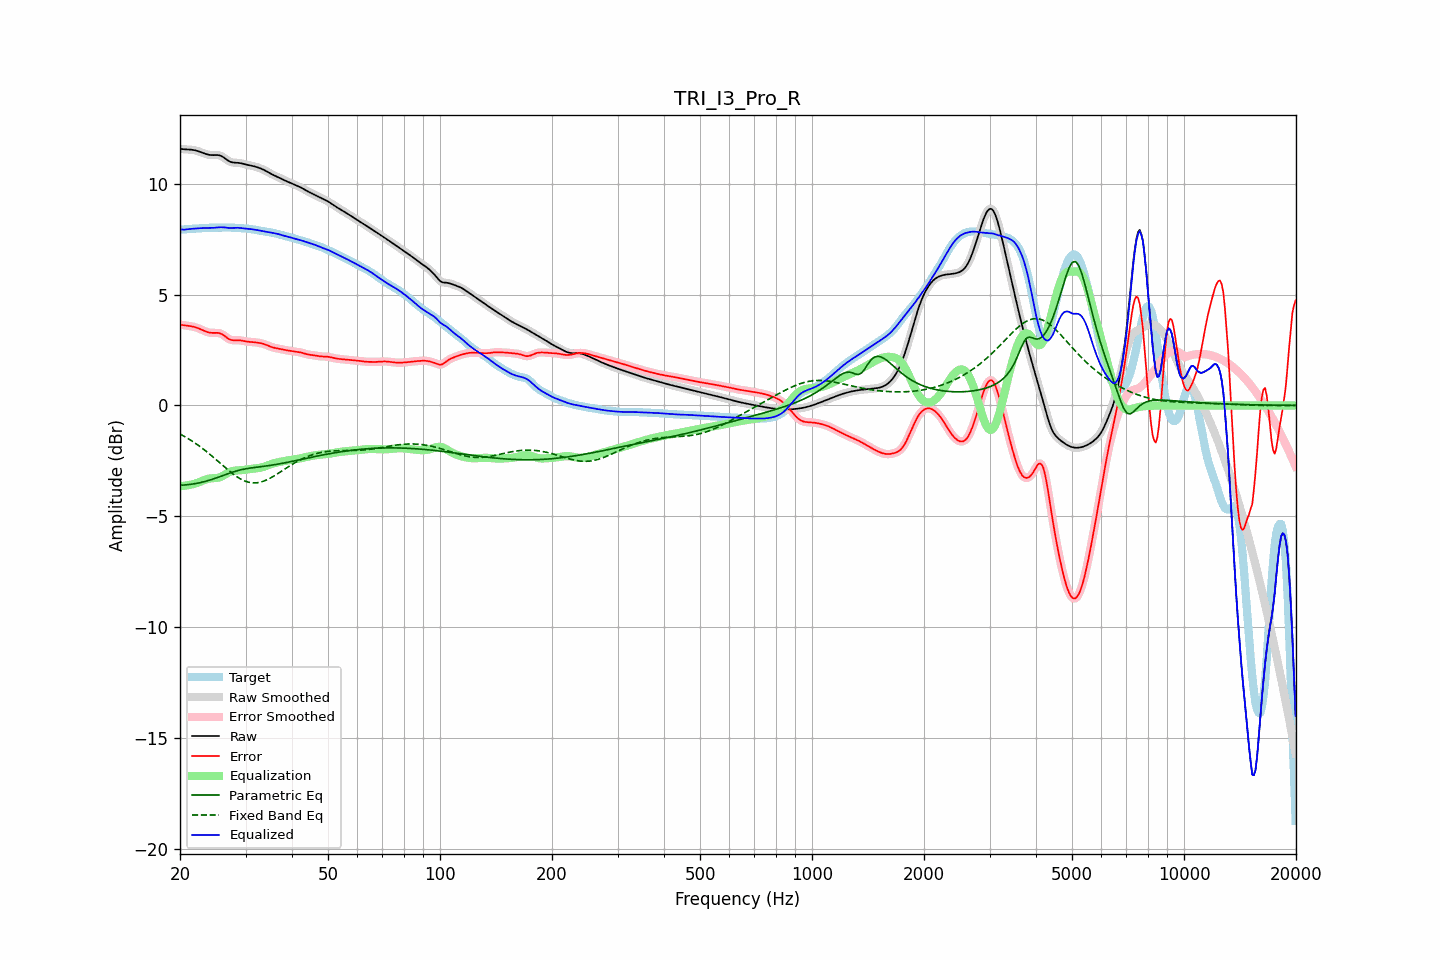 TRI_I3_Pro_R
Amplitude (dBr)
10
5
0
−5
−10
−15
−20
Target
Raw Smoothed
Error Smoothed
Raw
Error
Equalization
Parametric Eq
Fixed Band Eq
Equalized
20 50 100 200 500 1000 2000 5000 10000 20000
Frequency (Hz)